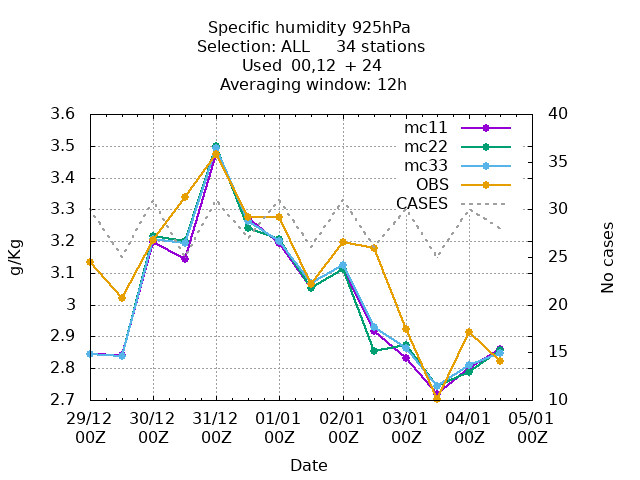 Specific humidity 925hPa
Selection: ALL     34 stations
Used  00,12  + 24
Averaging window: 12h
3.6
3.5
3.4
3.3
3.2
3.1
3
2.9
2.8
2.7
g/Kg
40
35
30
25
20
15
10
No cases
mc11
mc22
mc33
OBS
CASES
29/12 30/12 31/12 01/01 02/01 03/01 04/01 05/01
00Z 00Z 00Z 00Z 00Z 00Z 00Z 00Z
Date